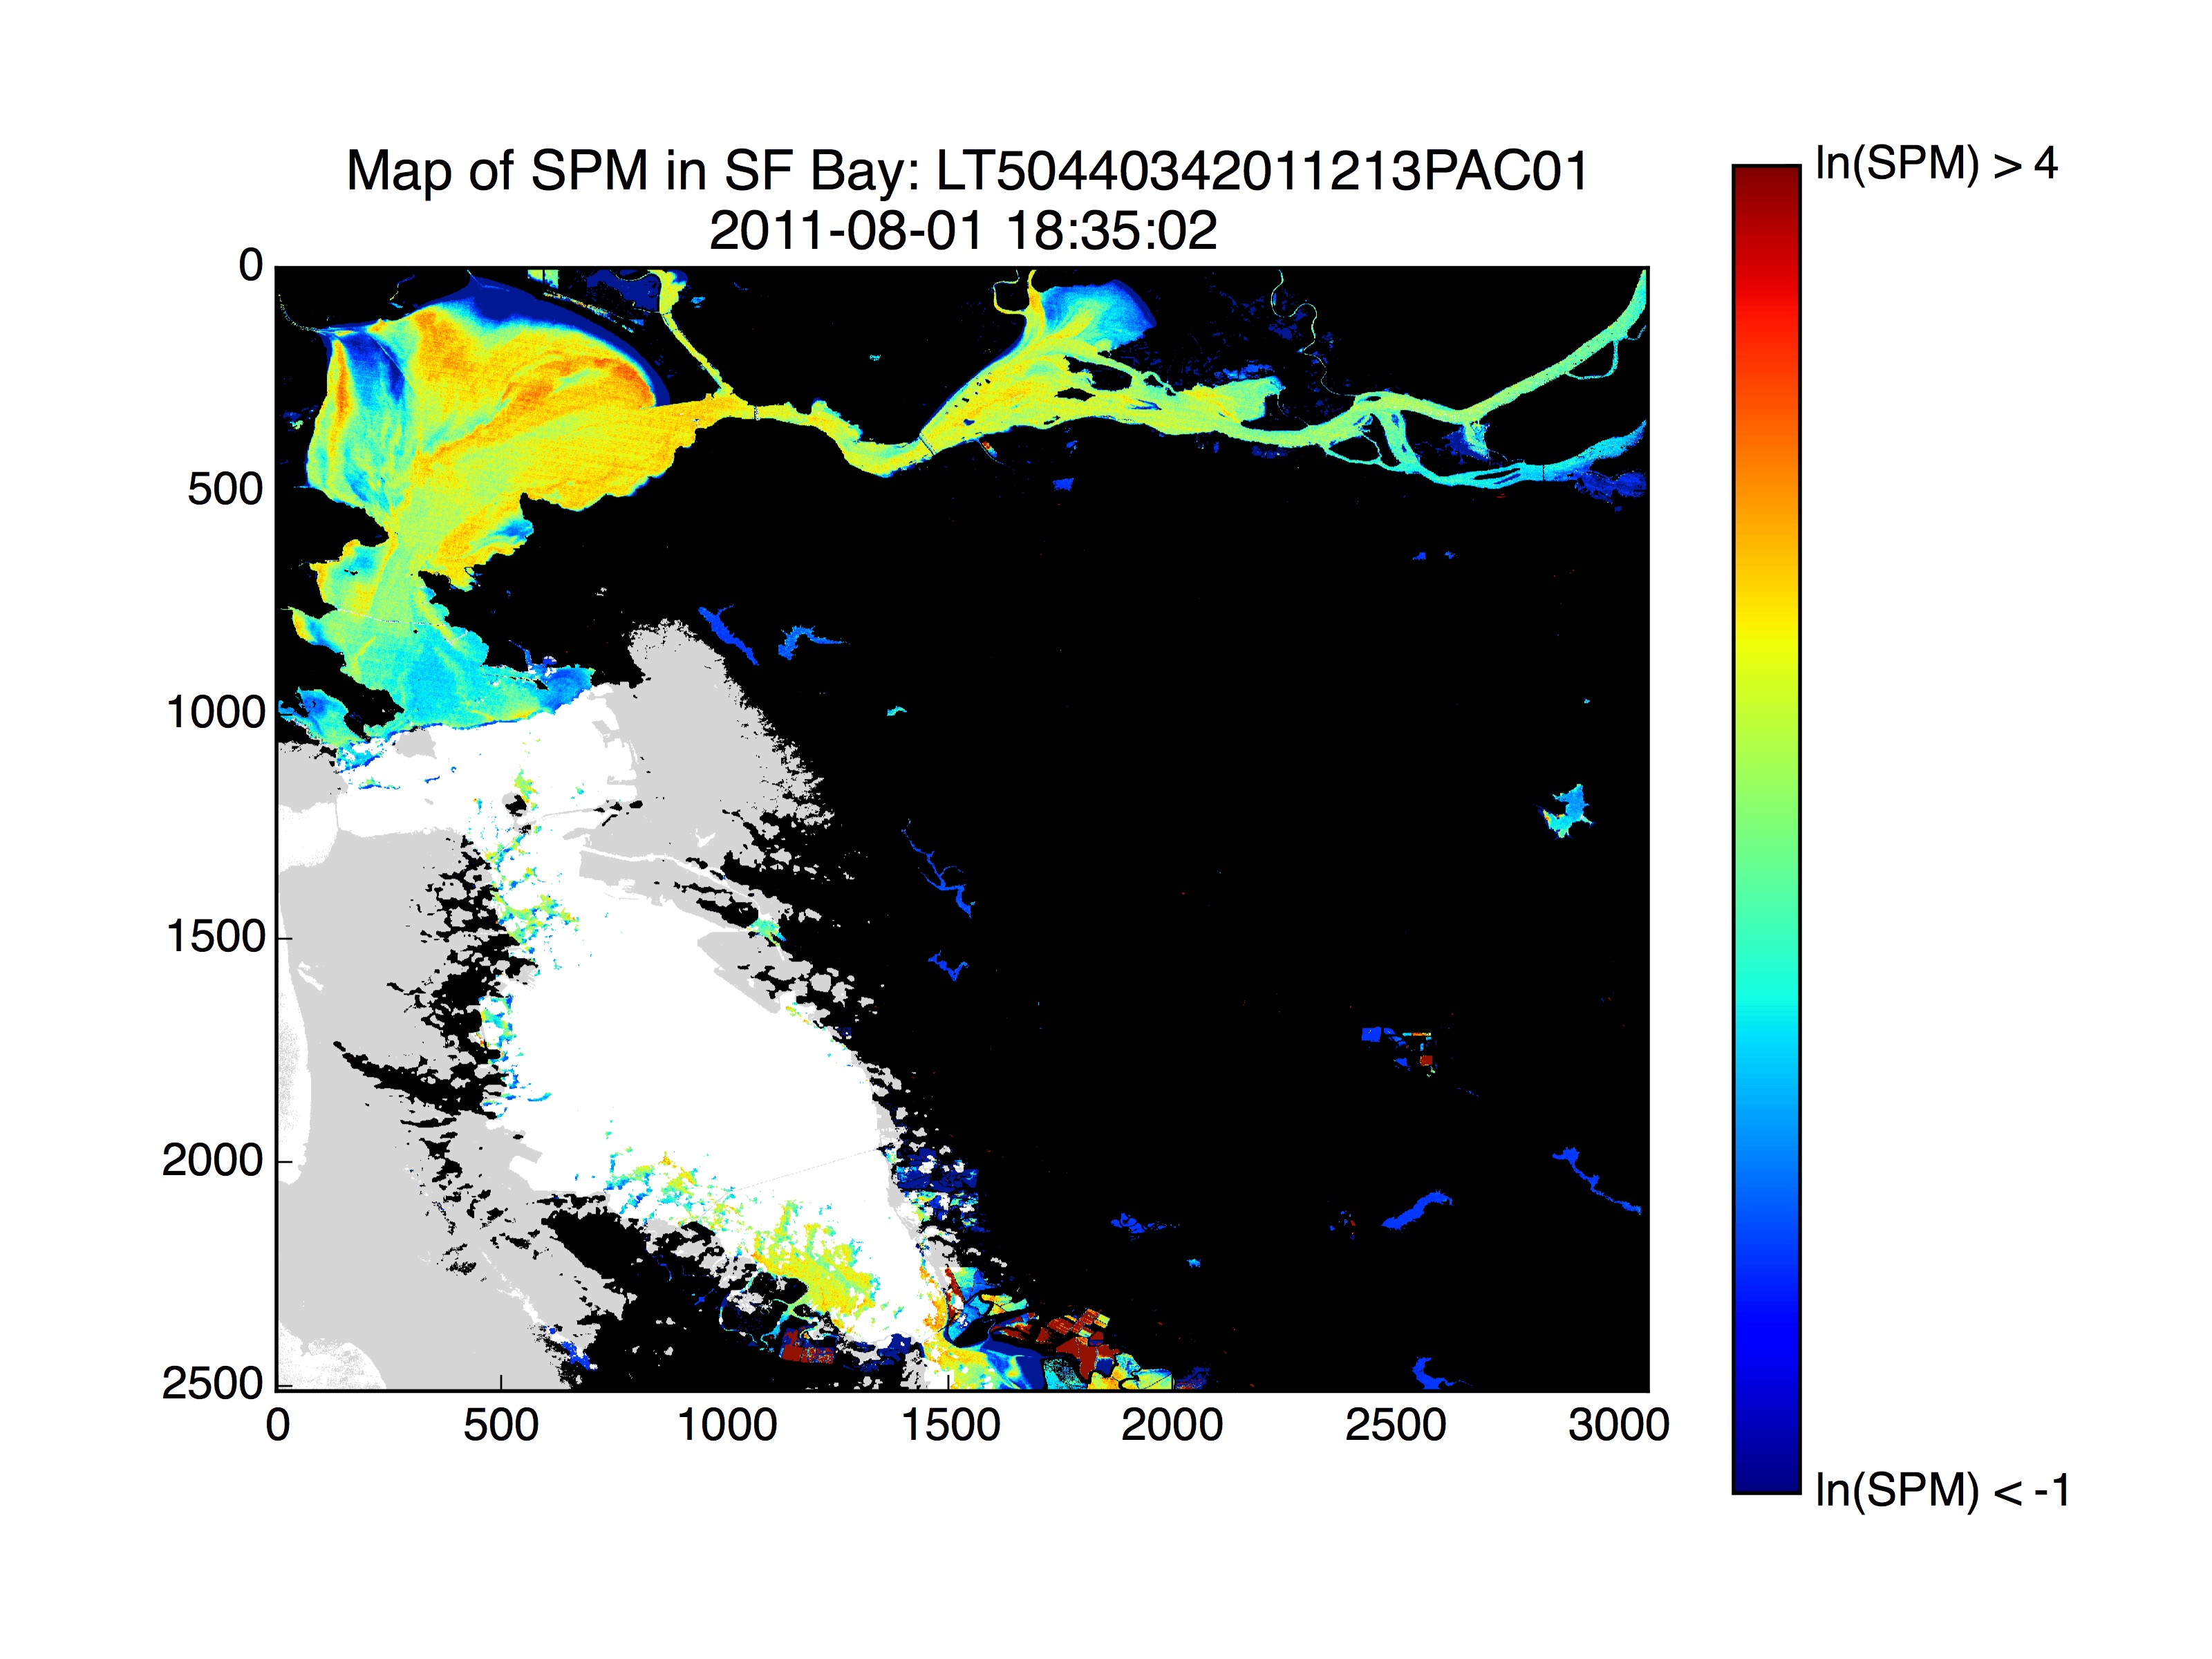 Map of SPM in SF Bay: LT50440342011213PAC01
2011-08-01 18:35:02
ln(SPM) > 4
0
500
1000
1500
2000
2500
0 500 1000 1500 2000 2500 3000
ln(SPM) < -1